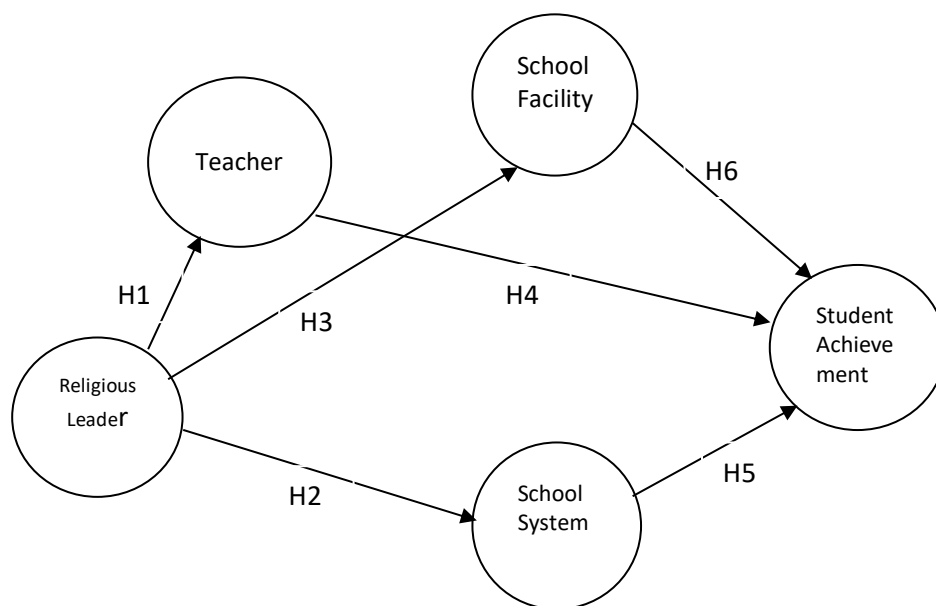 School
Facility
Teacher
H6
H1
H3
H4
Student
Achieve
ment
Religious
Leader
H2
School
System
H5